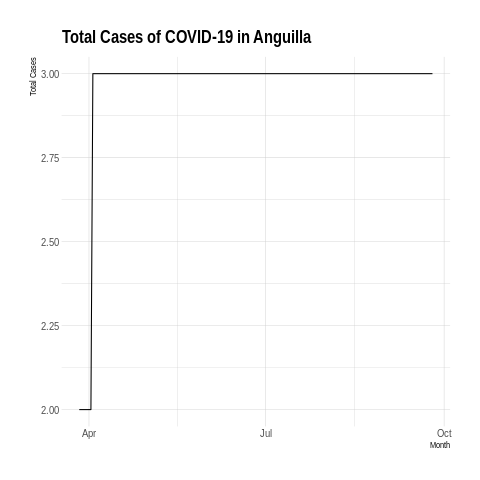 Total Cases of COVID-19 in Anguilla
Total Cases
3.00
2.75
2.50
2.25
2.00
Apr
Jul
Oct
Month